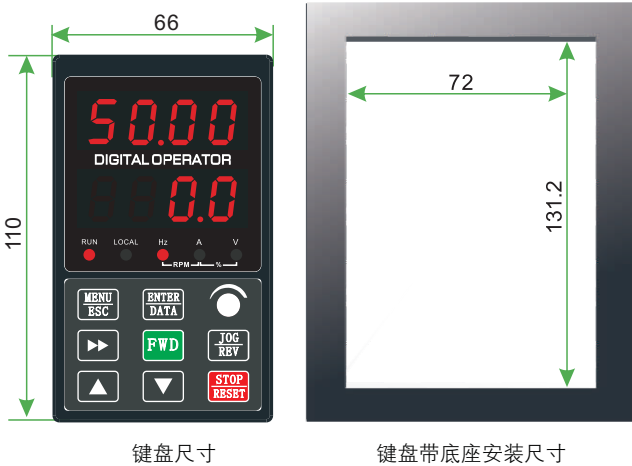 66
50.00
DIGITAL OPERATOR
0.0
RUN LOCAL Hz A V
RPM %
MENU
ESC
ENTER
DATA
FWD
JOG
REV
STOP
RESET
110
键盘尺寸
72
131.2
键盘带底座安装尺寸